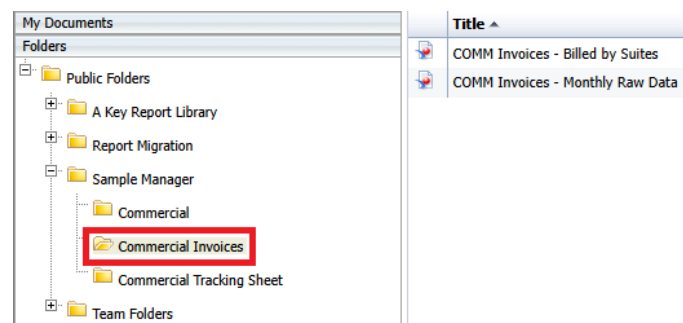 My Documents
Folders
Public Folders
A Key Report Library
Report Migration
Sample Manager
Commercial
Commercial Invoices
Commercial Tracking Sheet
Team Folders
Title
COMM Invoices - Billed by Suites
COMM Invoices - Monthly Raw Data